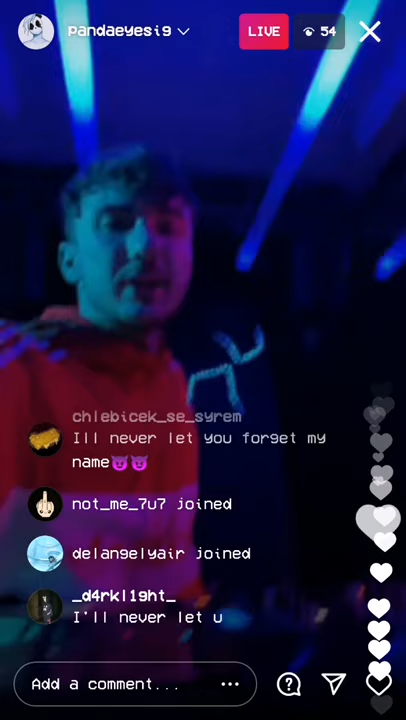 pandaeyesig
LIVE
54
chlebicek_se_syrem
Ill never let you forget my
name😈😈
not_me_7u7 joined
delangelyair joined
_d4rkl19ht_
I'll never let u
Add a comment...